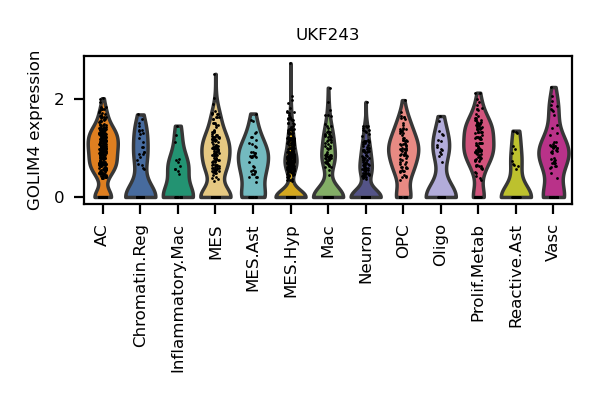 UKF243
GOLIM4 expression
2
0
AC
Chromatin.Reg
Inflammatory.Mac
MES
MES.Ast
MES.Hyp
Mac
Neuron
OPC
Oligo
Prolif.Metab
Reactive.Ast
Vasc